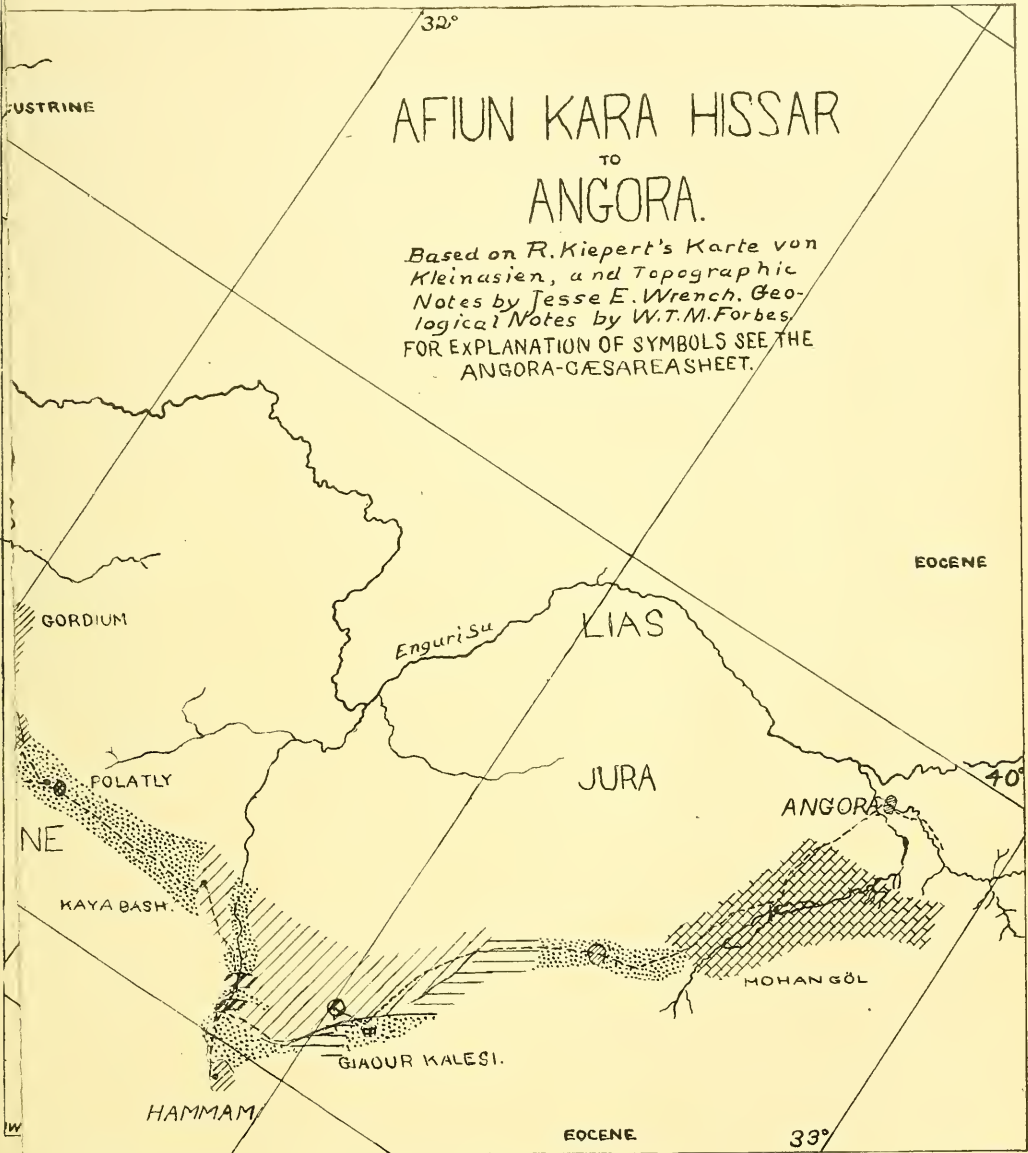 32°
USTRINE
AFIUN KARA HISSAR
TO
ANGORA.
Based on R. Kiepert's Karte von
Kleinasien, and Topographic
Notes by Jesse E. Wrench. Geo-
logical Notes by W.T.M. Forbes.
FOR EXPLANATION OF SYMBOLS SEE THE
ANGORA-CÆSAREA SHEET.
EOCENE
GORDIUM
Enguri Su
LIAS
POLATLY
JURA
40°
ANGORA
NE
KAYA BASH.
MOHAN GÖL
GIAOUR KALESI.
HAMMAM
EOCENE
33°